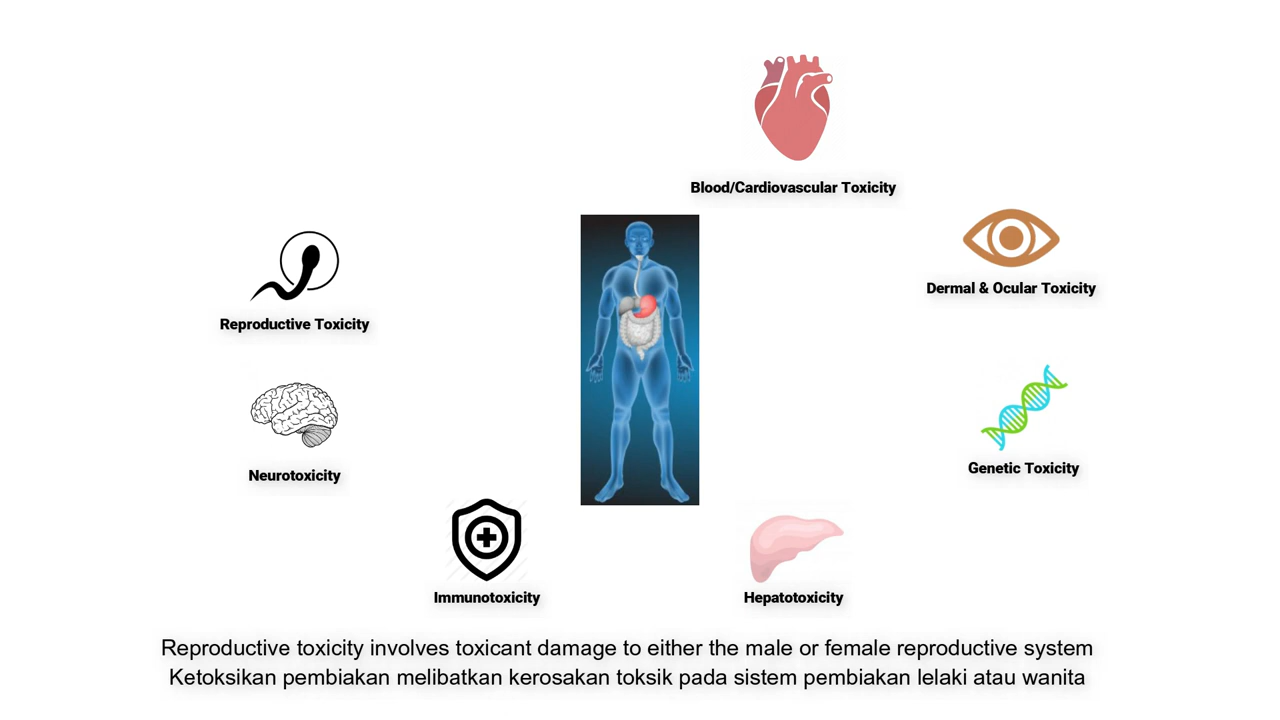 Blood/Cardiovascular Toxicity
Dermal & Ocular Toxicity
Reproductive Toxicity
Genetic Toxicity
Neurotoxicity
Immunotoxicity
Hepatotoxicity
Reproductive toxicity involves toxicant damage to either the male or female reproductive system
Ketoksikan pembiakan melibatkan kerosakan toksik pada sistem pembiakan lelaki atau wanita